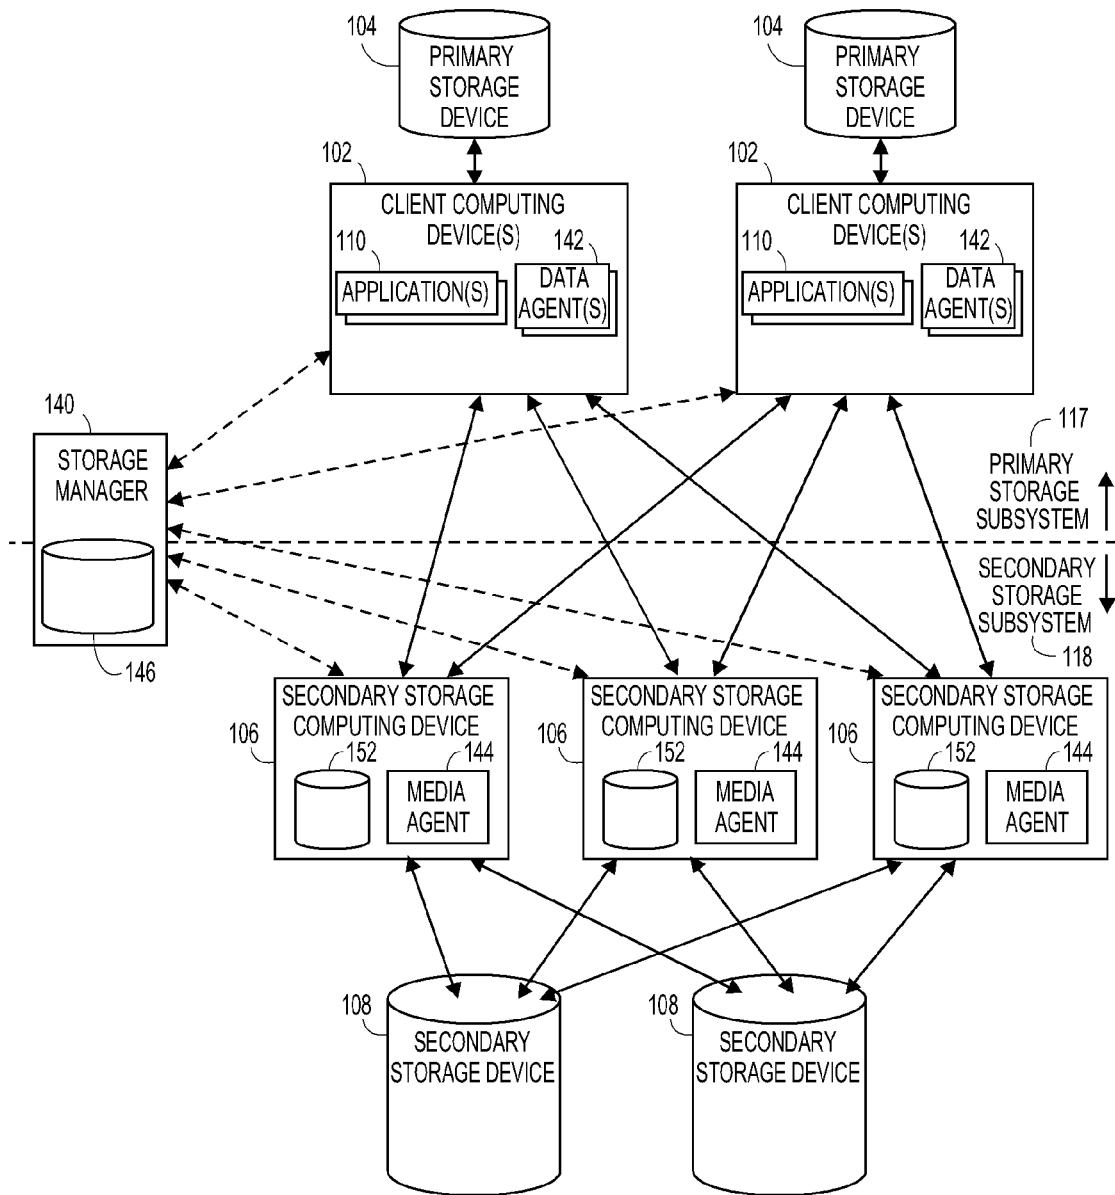 104
PRIMARY
STORAGE
DEVICE
104
PRIMARY
STORAGE
DEVICE
102
CLIENT COMPUTING
DEVICE(S)
110
142
APPLICATION(S)
DATA
AGENT(S)
102
CLIENT COMPUTING
DEVICE(S)
110
142
APPLICATION(S)
DATA
AGENT(S)
140
STORAGE
MANAGER
146
117
PRIMARY
STORAGE
SUBSYSTEM
SECONDARY
STORAGE
SUBSYSTEM
118
SECONDARY STORAGE
COMPUTING DEVICE
106
152
144
MEDIA
AGENT
SECONDARY STORAGE
COMPUTING DEVICE
106
152
144
MEDIA
AGENT
SECONDARY STORAGE
COMPUTING DEVICE
106
152
144
MEDIA
AGENT
108
SECONDARY
STORAGE DEVICE
108
SECONDARY
STORAGE DEVICE